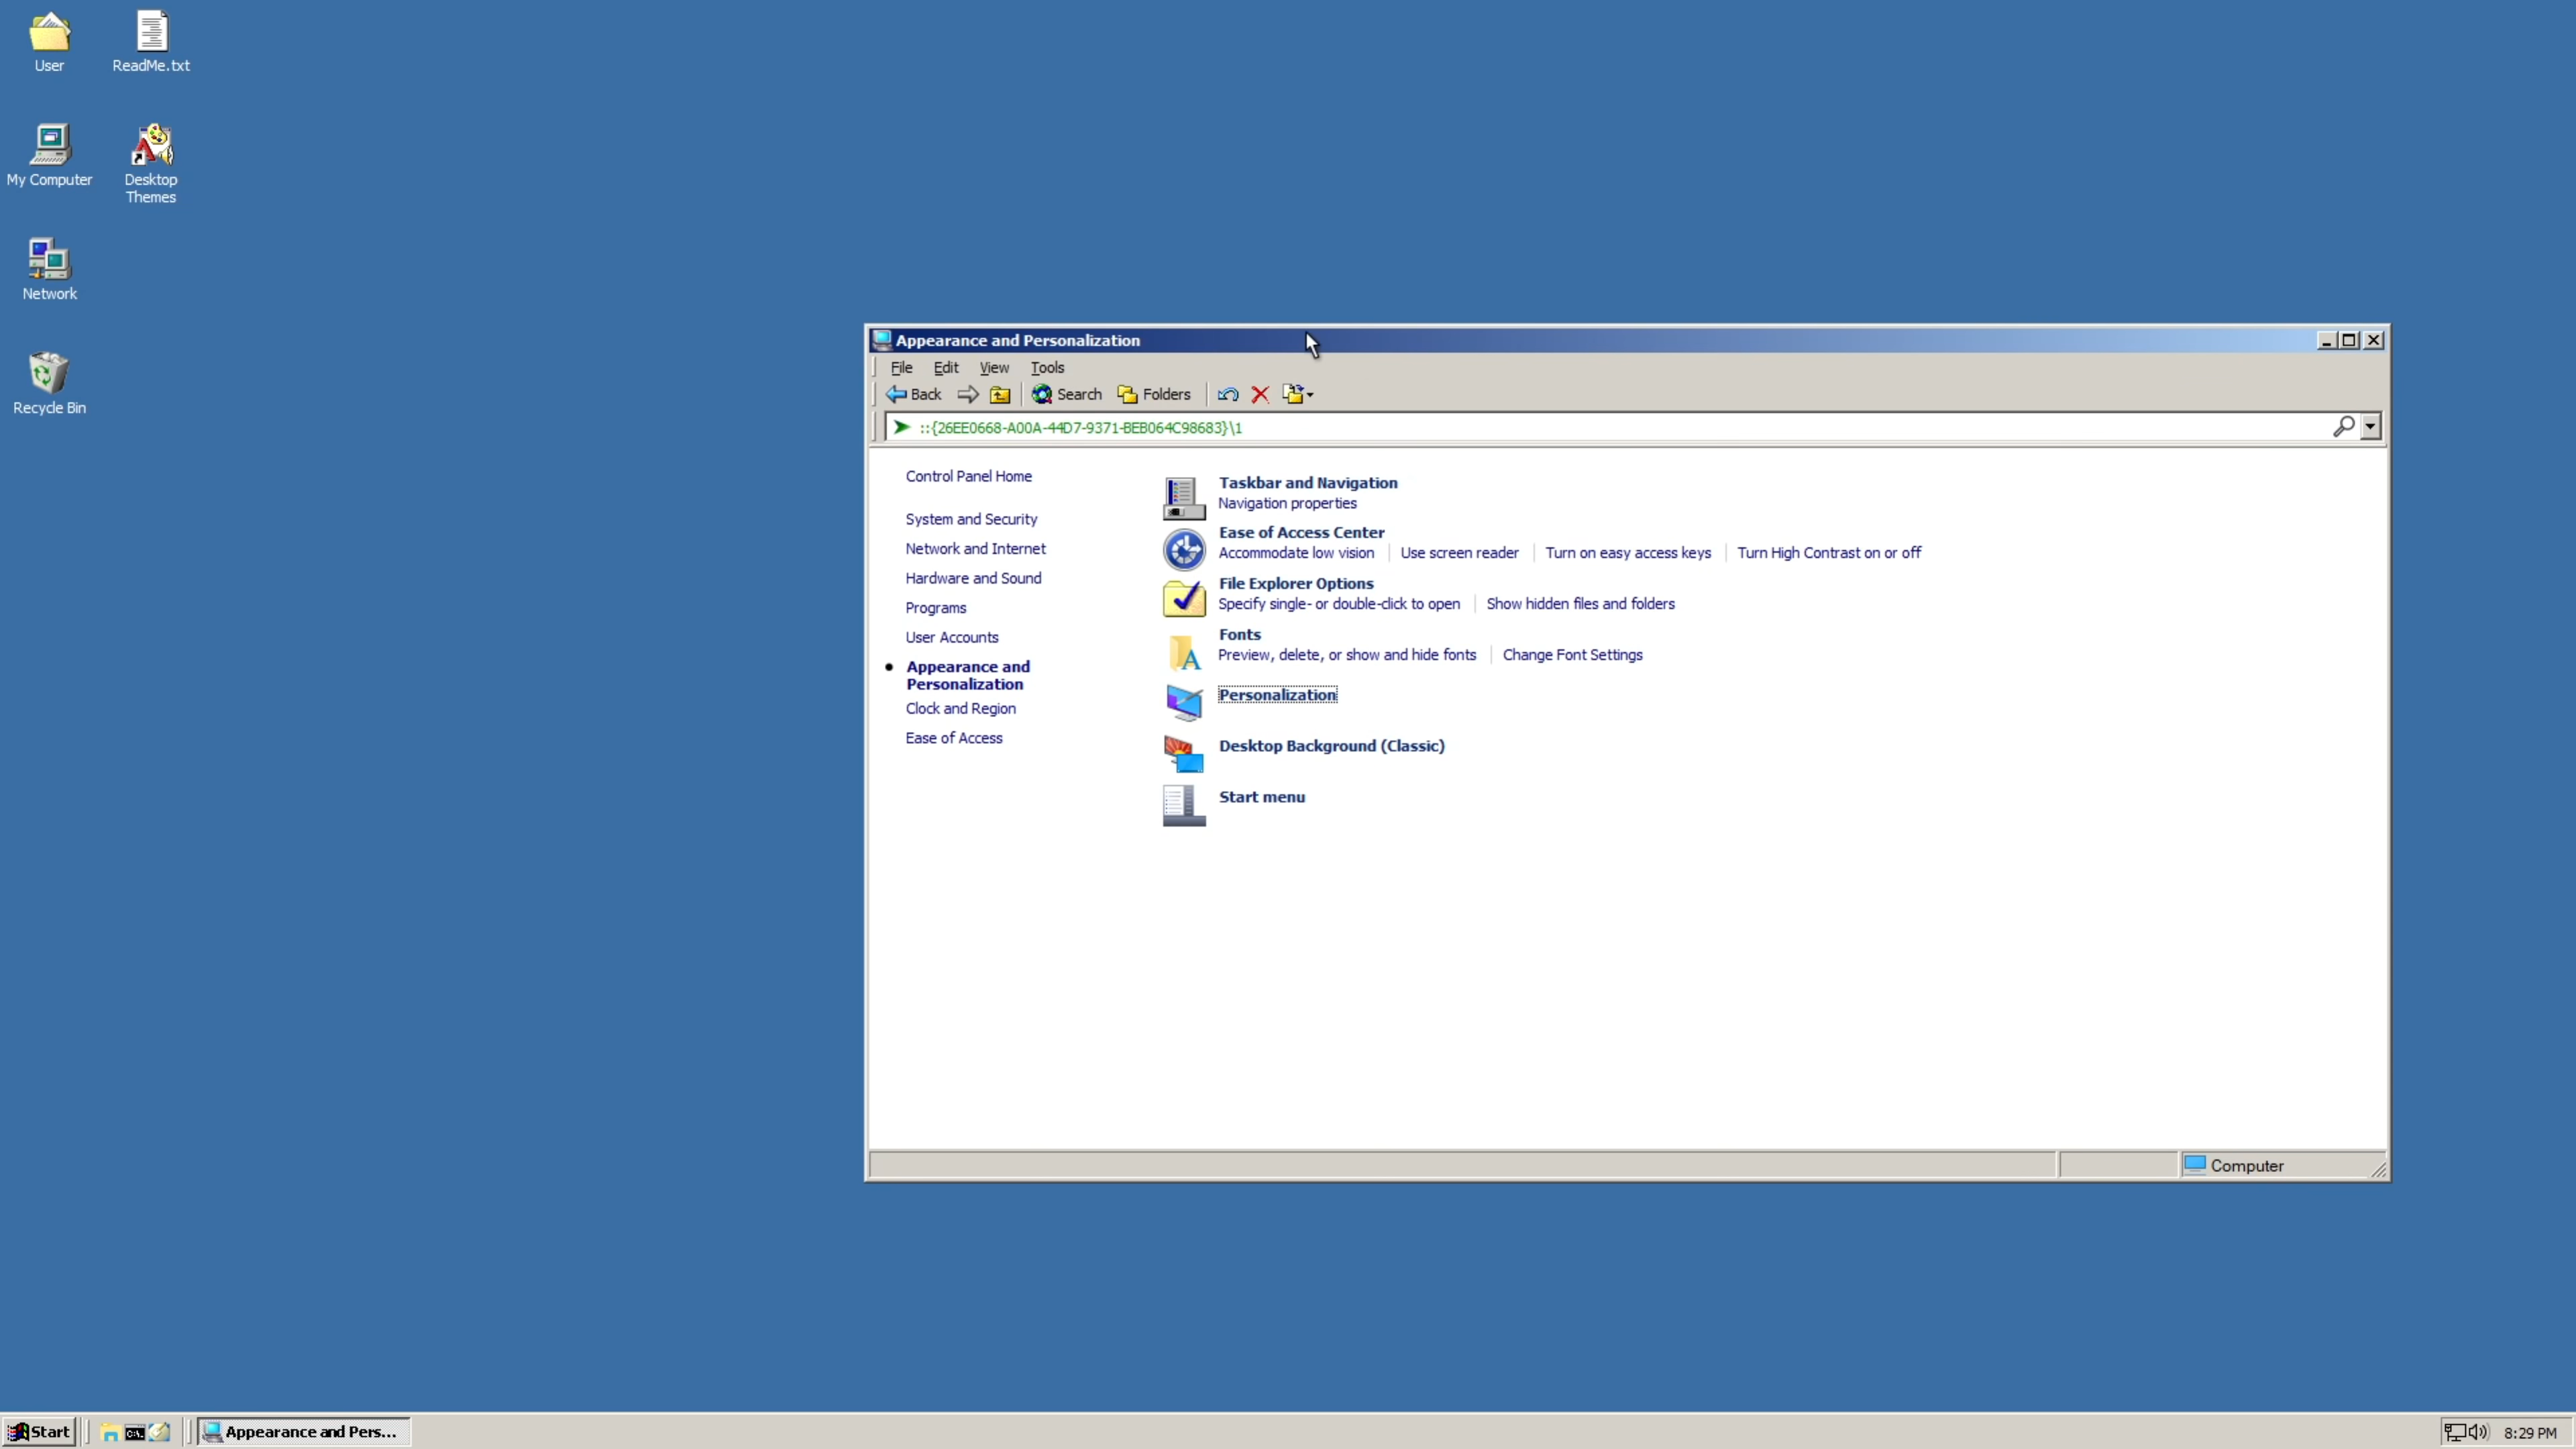 User
ReadMe.txt
My Computer
Desktop
Themes
Network
Recycle Bin
Appearance and Personalization
File Edit View Tools
Back Search Folders
::{26EE0668-A00A-44D7-9371-BEB064C98683}\1
Control Panel Home
System and Security
Network and Internet
Hardware and Sound
Programs
User Accounts
Appearance and
Personalization
Clock and Region
Ease of Access
Taskbar and Navigation
Navigation properties
Ease of Access Center
Accommodate low vision Use screen reader Turn on easy access keys Turn High Contrast on or off
File Explorer Options
Specify single- or double-click to open Show hidden files and folders
Fonts
Preview, delete, or show and hide fonts Change Font Settings
Personalization
Desktop Background (Classic)
Start menu
Computer
Start Appearance and Pers... 8:29 PM